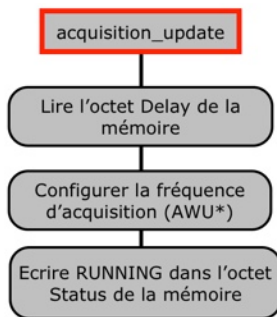 acquisition_update
Lire l'octet Delay de la
mémoire
Configurer la fréquence
d'acquisition (AWU*)
Ecrire RUNNING dans l'octet
Status de la mémoire